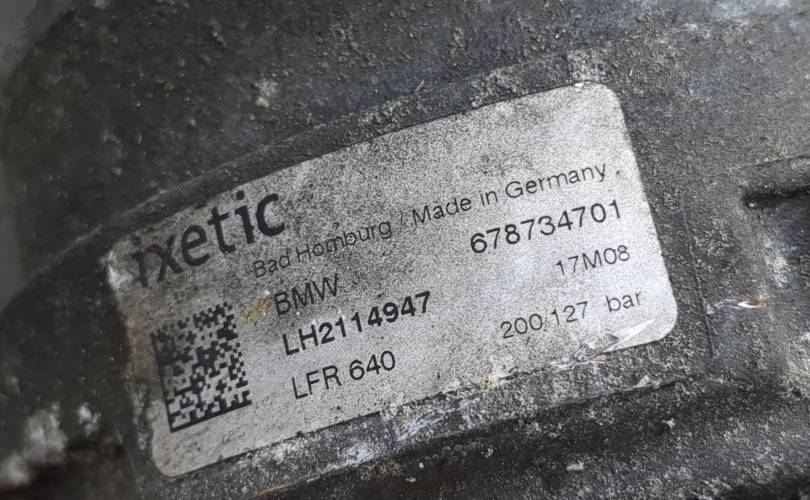 ixetic
Bad Homburg / Made in Germany
BMW 678734701
LH2114947 17M08
LFR 640 200/127 bar